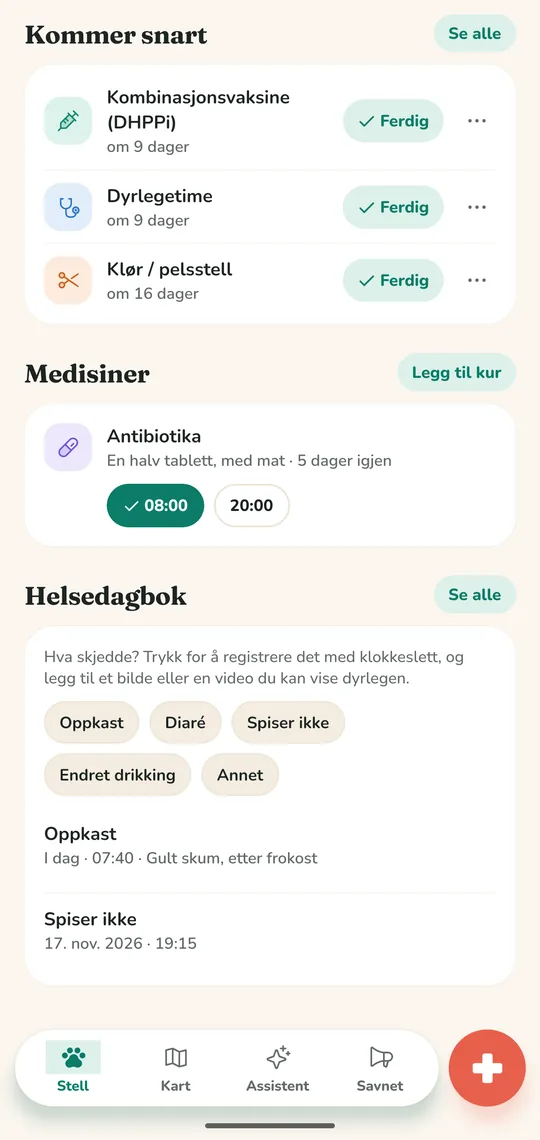 Kommer snart
Se alle
Kombinasjonsvaksine
(DHPPi)
om 9 dager
Ferdig
Dyrlegetime
om 9 dager
Ferdig
Klør / pelsstell
om 16 dager
Ferdig
Medisiner
Legg til kur
Antibiotika
En halv tablett, med mat · 5 dager igjen
08:00
20:00
Helsedagbok
Se alle
Hva skjedde? Trykk for å registrere det med klokkeslett, og
legg til et bilde eller en video du kan vise dyrlegen.
Oppkast
Diaré
Spiser ikke
Endret drikking
Annet
Oppkast
I dag · 07:40 · Gult skum, etter frokost
Spiser ikke
17. nov. 2026 · 19:15
Stell
Kart
Assistent
Savnet